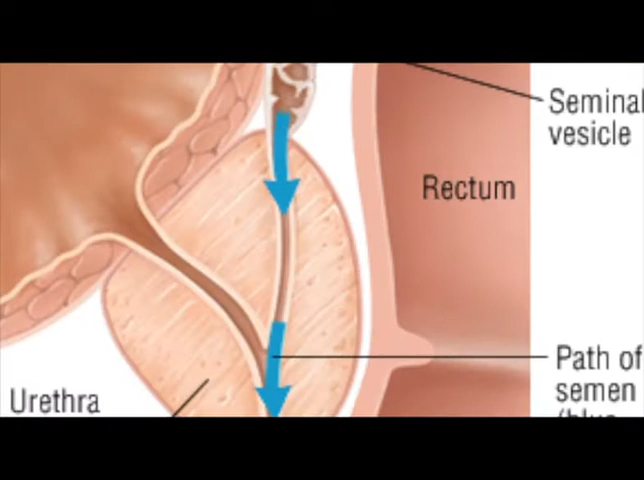 Seminal
vesicle
Rectum
Path of
semen
Urethra